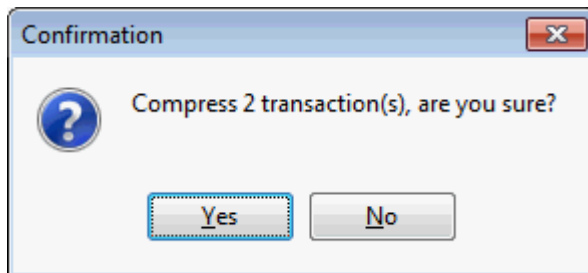 Confirmation
Compress 2 transaction(s), are you sure?
Yes
No